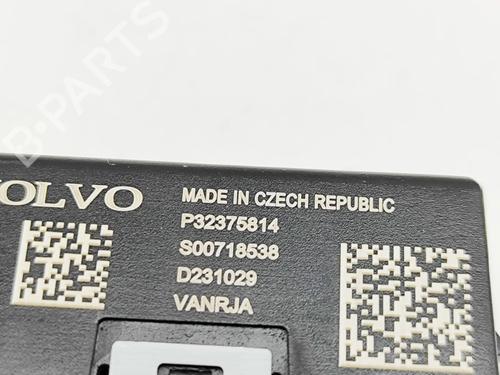 B-PARTS
VOLVO
MADE IN CZECH REPUBLIC
P32375814
S00718538
D231029
VANRJA